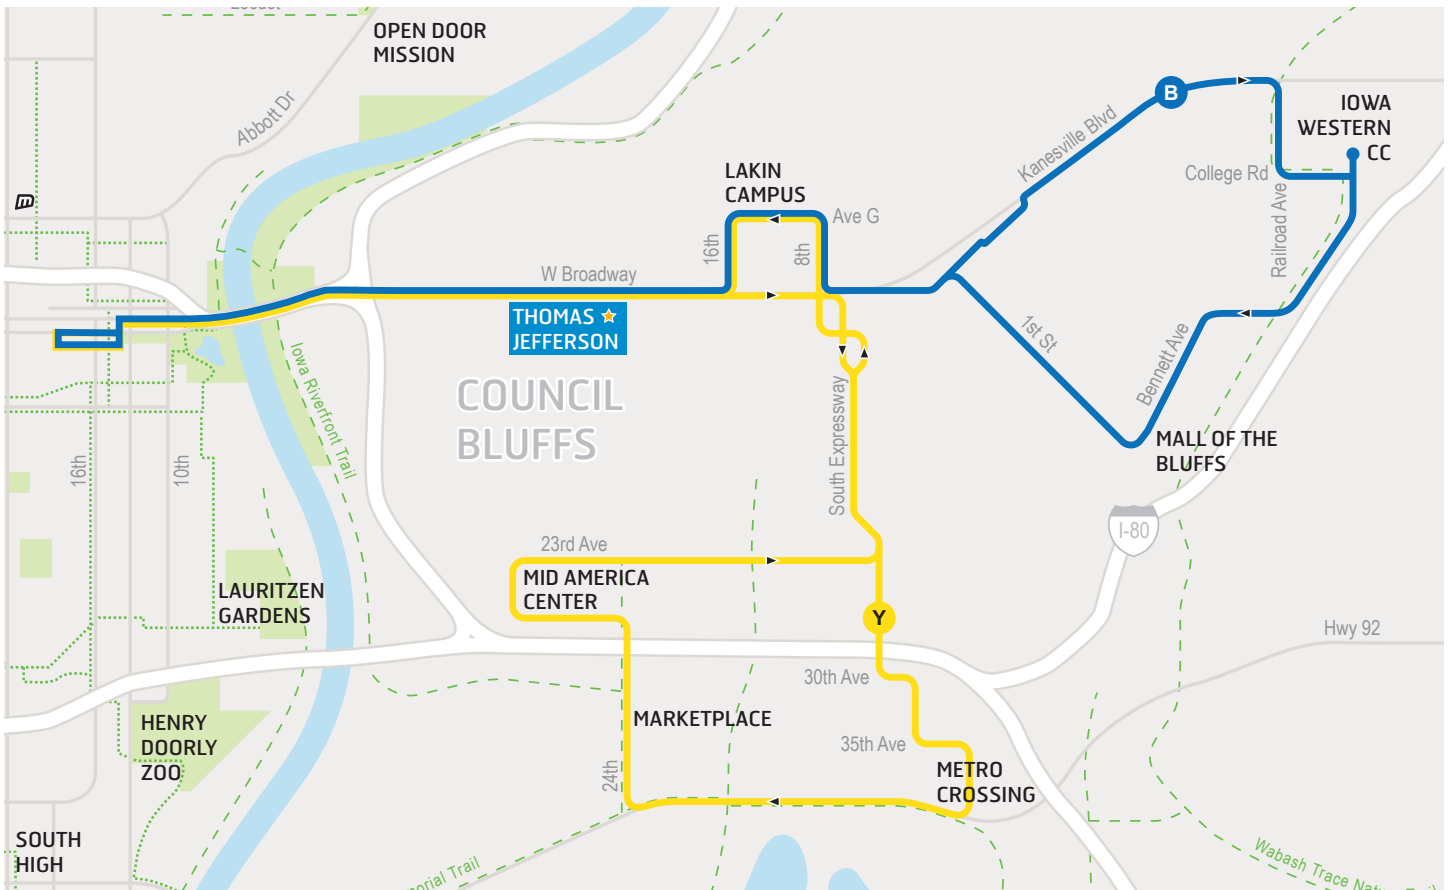 OPEN DOOR
MISSION
Abbott Dr
B
IOWA
WESTERN
CC
Kanesville Blvd
College Rd
LAKIN
CAMPUS
Ave G
16th
8th
Railroad Ave
W Broadway
THOMAS
JEFFERSON
1st St
Bennett Ave
Iowa Riverfront Trail
COUNCIL
BLUFFS
South Expressway
MALL OF THE
BLUFFS
16th
10th
I-80
23rd Ave
MID AMERICA
CENTER
LAURITZEN
GARDENS
Y
Hwy 92
30th Ave
MARKETPLACE
35th Ave
HENRY
DOORLY
ZOO
24th
METRO
CROSSING
SOUTH
HIGH
Trail
Wabash Trace